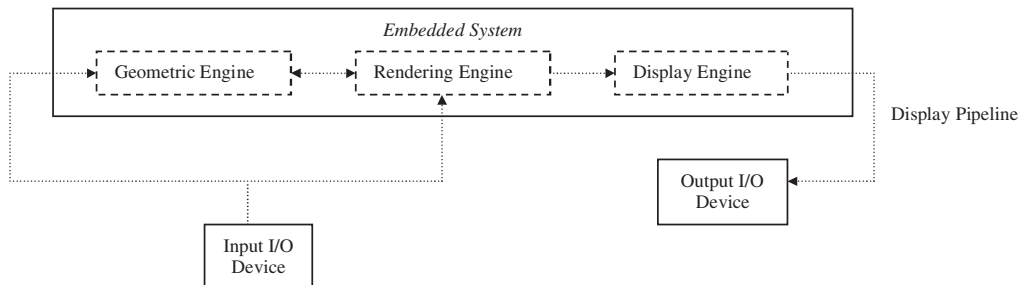 Embedded System
Geometric Engine
Rendering Engine
Display Engine
Display Pipeline
Output I/O
Device
Input I/O
Device